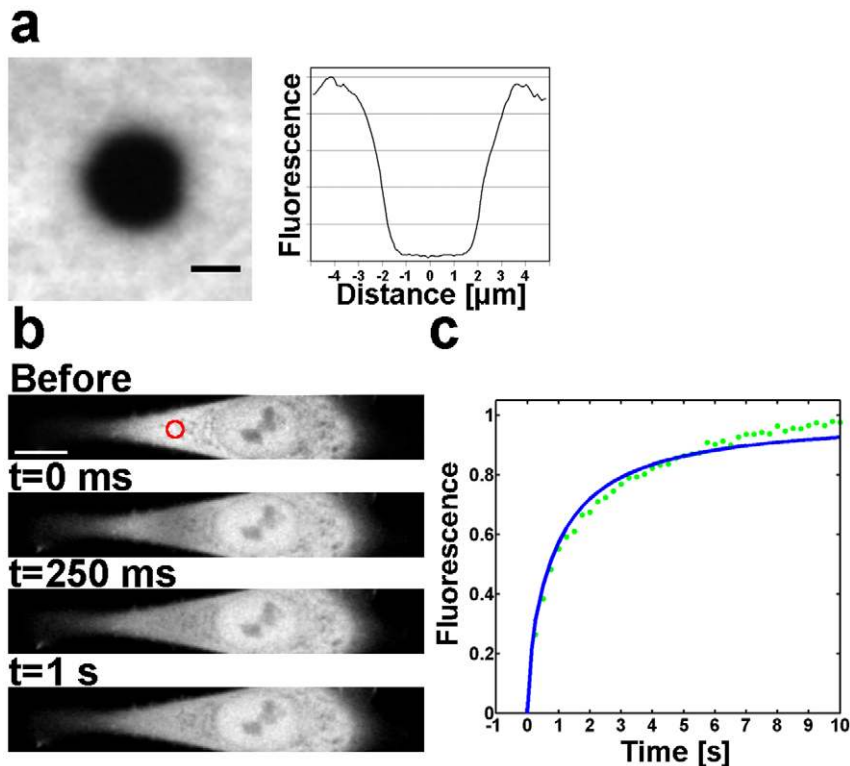 a
Fluorescence
-4 -3 -2 -1 0 1 2 3 4
Distance [µm]
b
Before
t=0 ms
t=250 ms
t=1 s
c
Fluorescence
1
0.8
0.6
0.4
0.2
0
-1 0 1 2 3 4 5 6 7 8 9 10
Time [s]